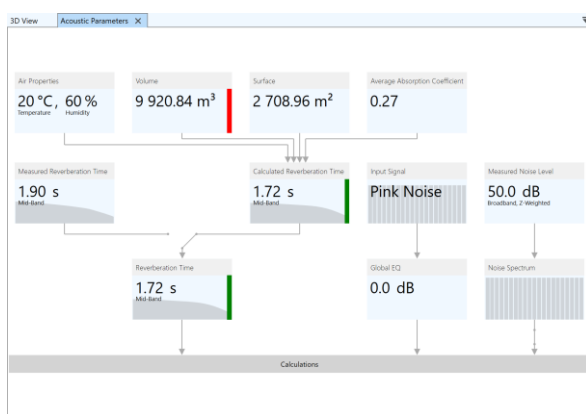 3D View Acoustic Parameters X
Air Properties Volume Surface Average Absorption Coefficient
20 °C, 60 % 9 920.84 m³ 2 708.96 m² 0.27
Temperature Humidity
Measured Reverberation Time Calculated Reverberation Time Input Signal Measured Noise Level
1.90 s 1.72 s Pink Noise 50.0 dB
Mid-Band Mid-Band Broadband, Z-Weighted
Reverberation Time Global EQ Noise Spectrum
1.72 s 0.0 dB
Mid-Band
Calculations